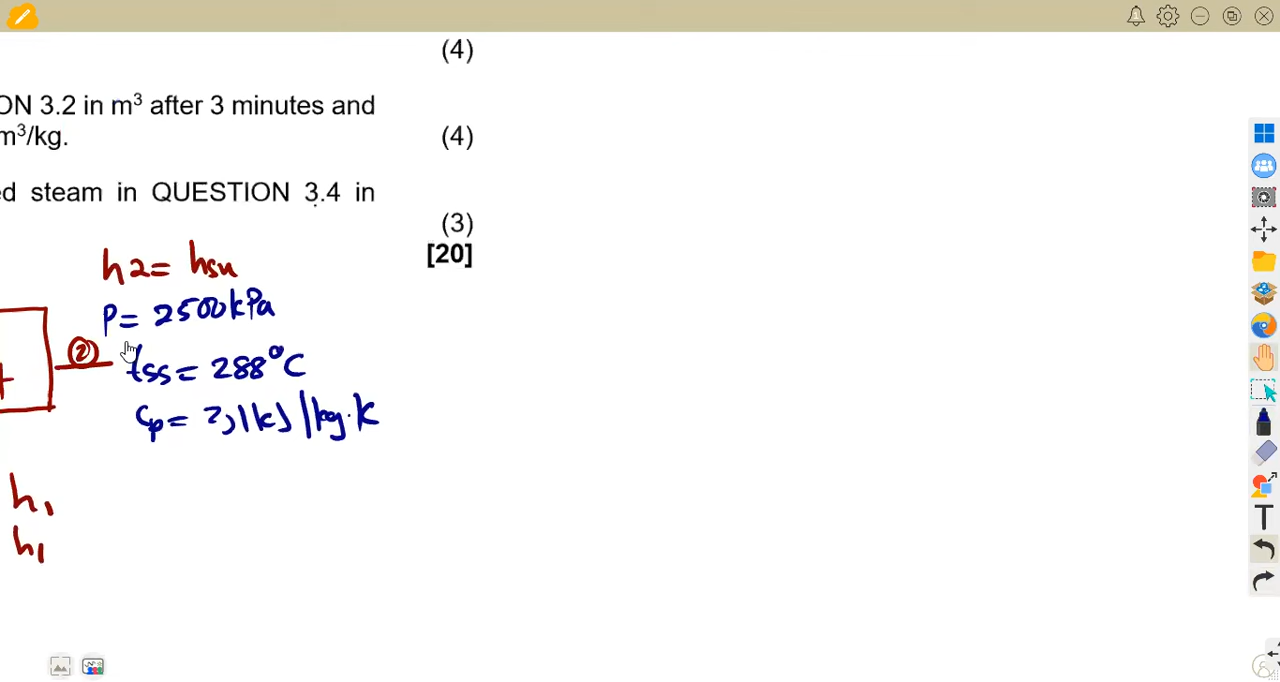 (4)
ON 3.2 in m³ after 3 minutes and
m³/kg. (4)
ed steam in QUESTION 3.4 in
(3)
[20]
h2 = hsu
P = 2500kPa
②
tss = 288°C
Cp = 2,1kJ/kg.K
h1
h1
T